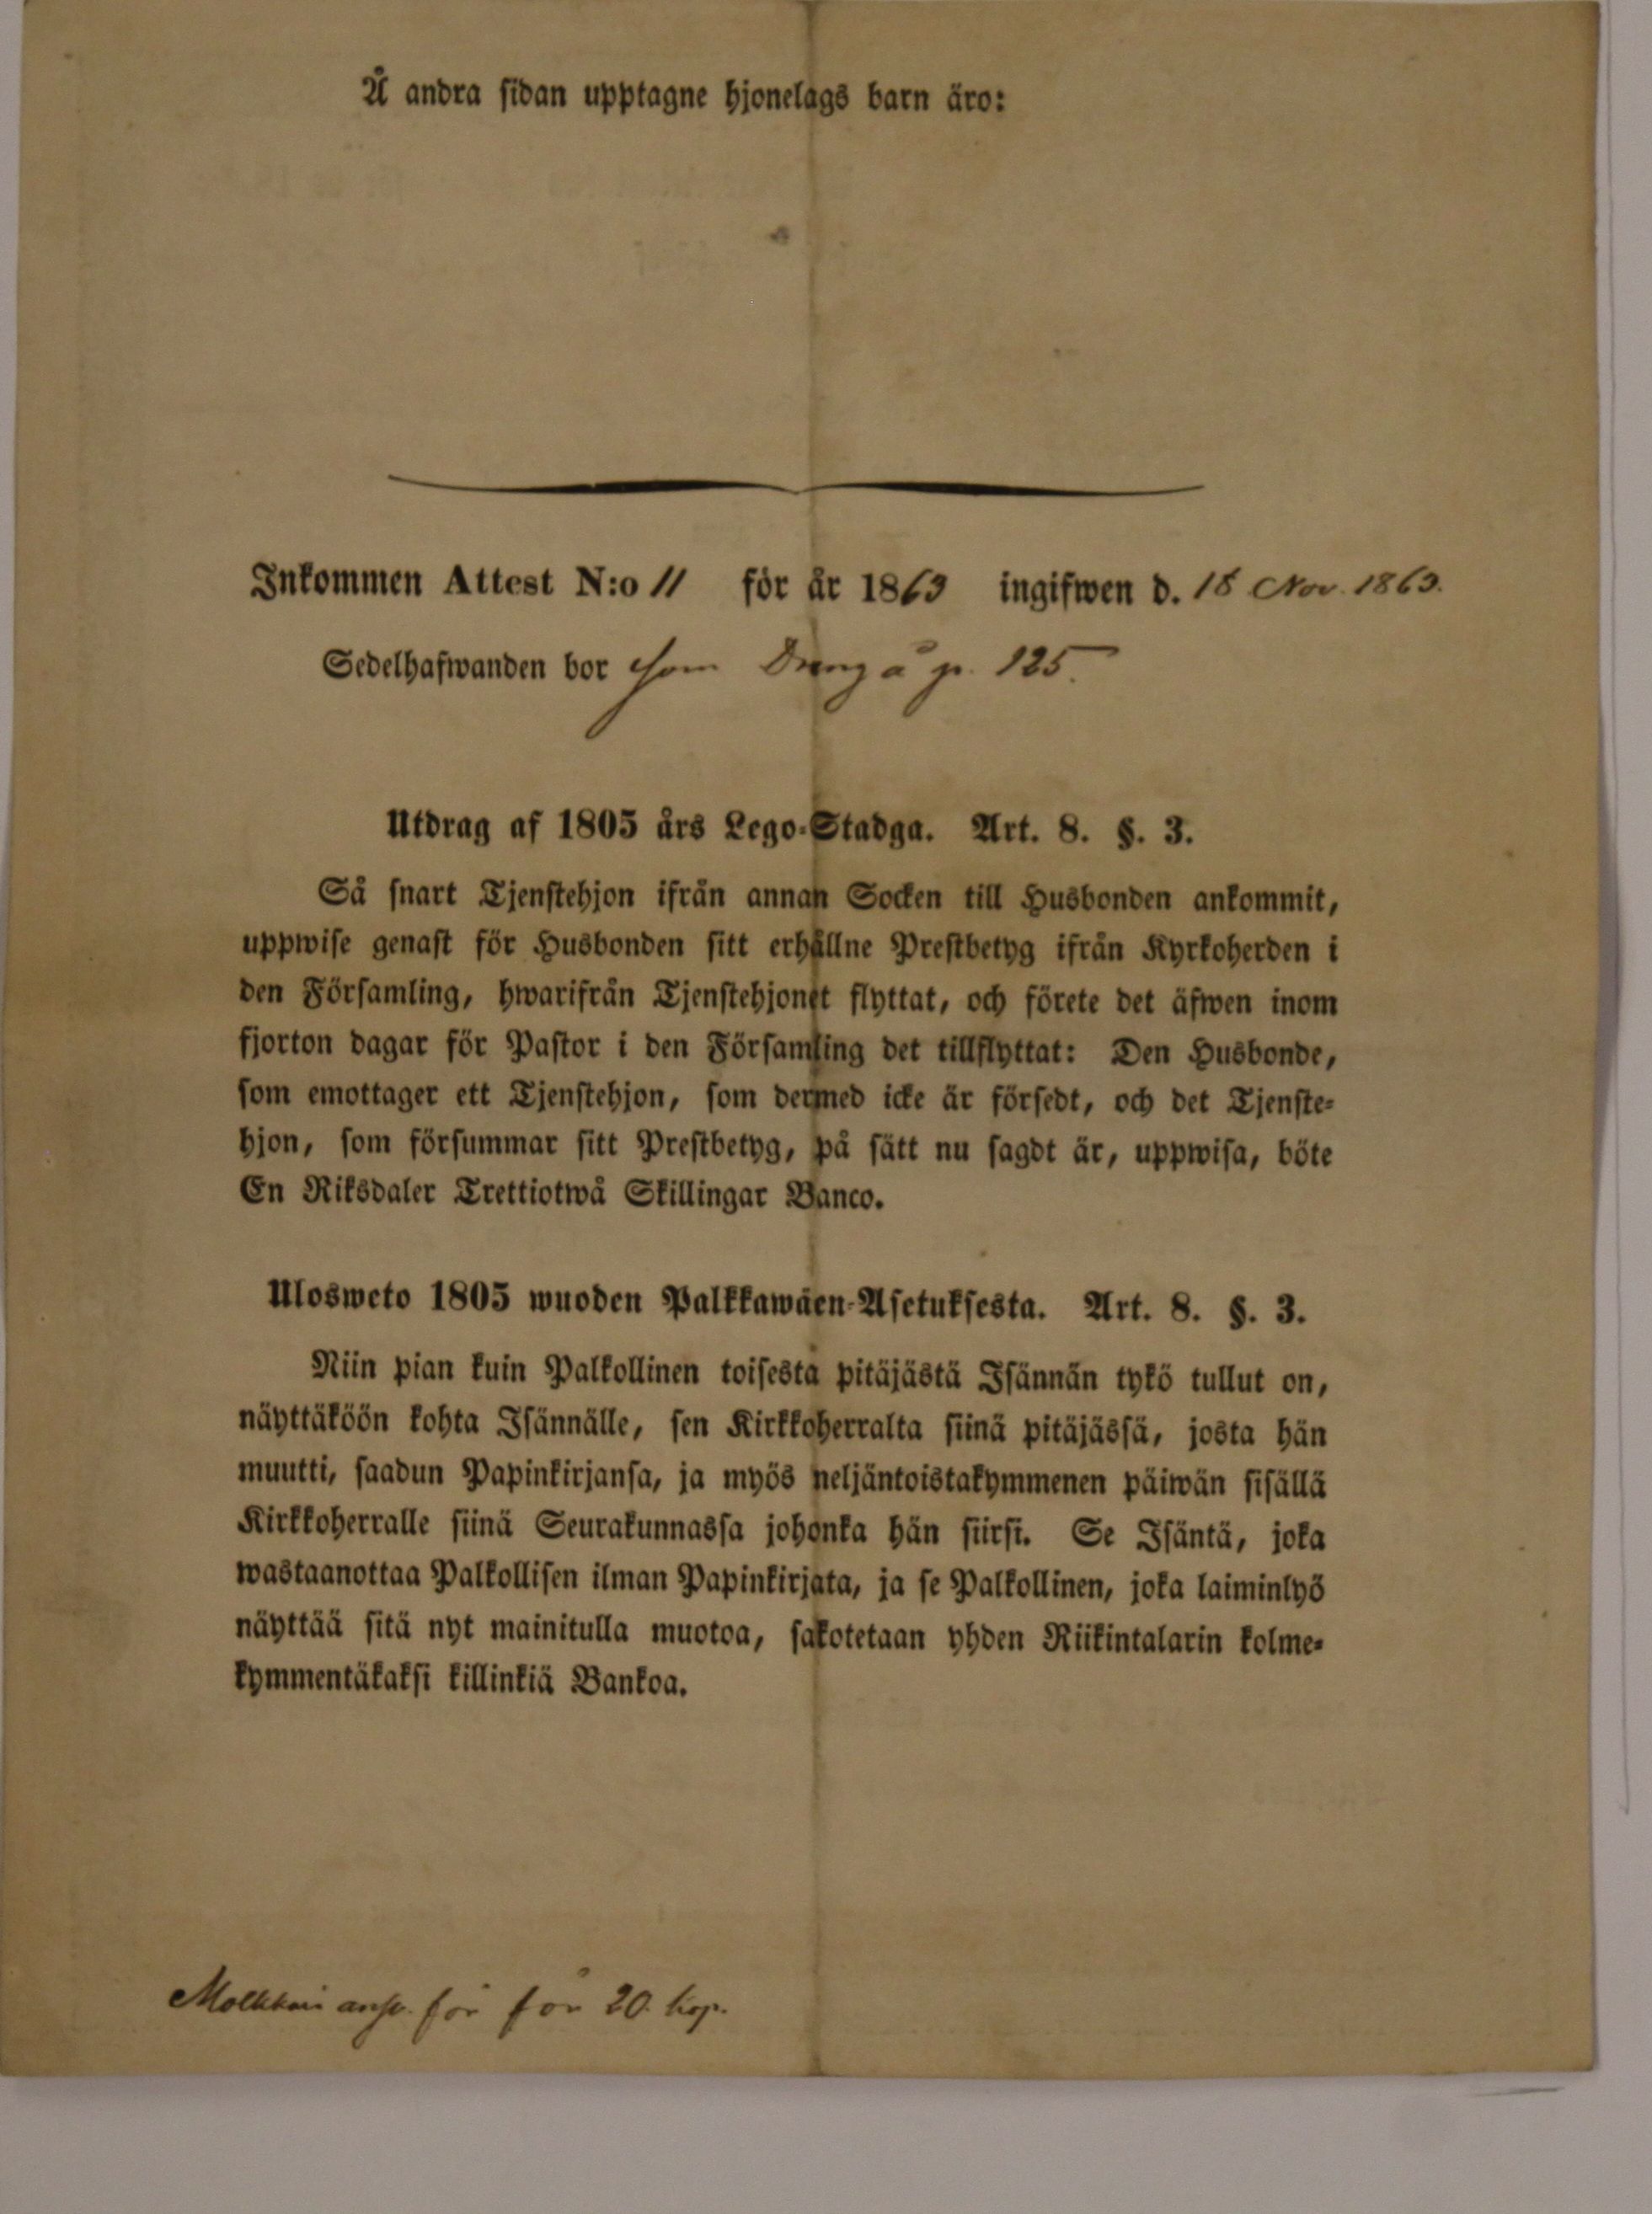 Å andra sidan upptagne hjonelags barn äro:
Inkommen Attest N:o 11 för år 1863 ingifwen d. 18 Nov. 1863.
Sedelhafwanden bor som Dreng å p. 125.
Utdrag af 1805 års Lego-Stadga. Art. 8. §. 3.
Så snart Tjenstehjon ifrån annan Socken till Husbonden ankommit,
uppwise genast för Husbonden sitt erhållne Prestbetyg ifrån Kyrkoherden i
den Församling, hwarifrån Tjenstehjonet flyttat, och förete det äfwen inom
fjorton dagar för Pastor i den Församling det tillflyttat: Den Husbonde,
som emottager ett Tjenstehjon, som dermed icke är försedt, och det Tjenste-
hjon, som försummar sitt Prestbetyg, på sätt nu sagdt är, uppwisa, böte
En Riksdaler Trettiotwå Skillingar Banco.
Ulosweto 1805 wuoden Palkkawäen-Asetuksesta. Art. 8. §. 3.
Niin pian kuin Palkollinen toisesta pitäjästä Isännän tykö tullut on,
näyttäköön kohta Isännälle, sen Kirkkoherralta siinä pitäjässä, josta hän
muutti, saadun Papinkirjansa, ja myös neljäntoistakymmenen päiwän sisällä
Kirkkoherralle siinä Seurakunnassa johonka hän siirsi. Se Isäntä, joka
wastaanottaa Palkollisen ilman Papinkirjata, ja se Palkollinen, joka laiminlyö
näyttää sitä nyt mainitulla muotoa, sakotetaan yhden Riikintalarin kolme-
kymmentäkaksi killinkiä Bankoa.
för 20 kop.